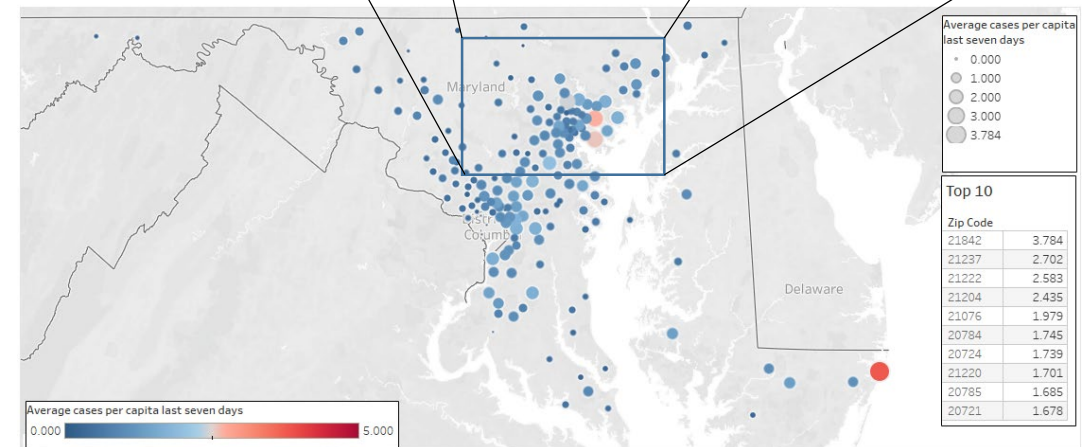 Maryland
Distri
Columb
Delaware
Average cases per capita
last seven days
0.000
1.000
2.000
3.000
3.784
Top 10
Zip Code
21842 3.784
21237 2.702
21222 2.583
21204 2.435
21076 1.979
20784 1.745
20724 1.739
21220 1.701
20785 1.685
20721 1.678
Average cases per capita last seven days
0.000 5.000